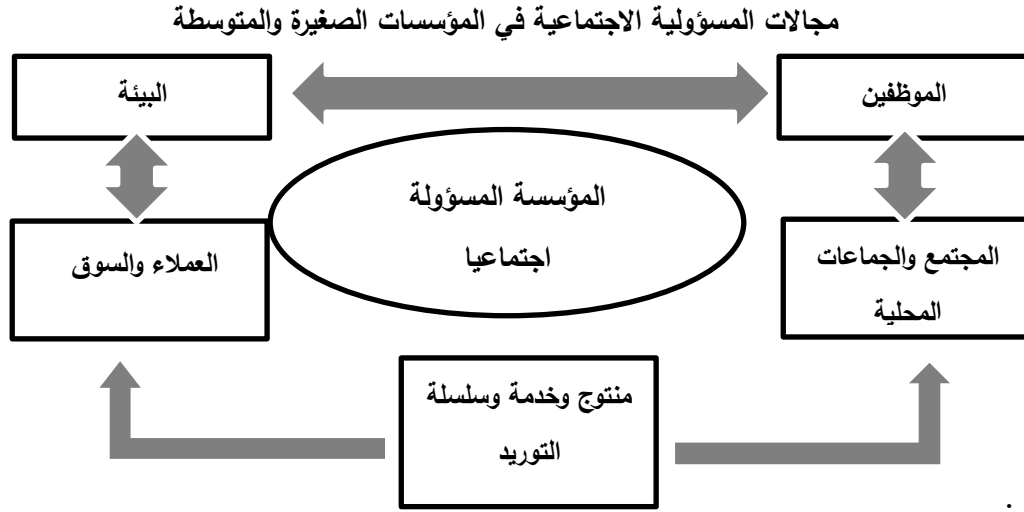 مجالات المسؤولية الاجتماعية في المؤسسات الصغيرة والمتوسطة
الموظفين
البيئة
المؤسسة المسؤولة
اجتماعيا
المجتمع والجماعات
المحلية
العملاء والسوق
منتوج وخدمة وسلسلة
التوريد
.